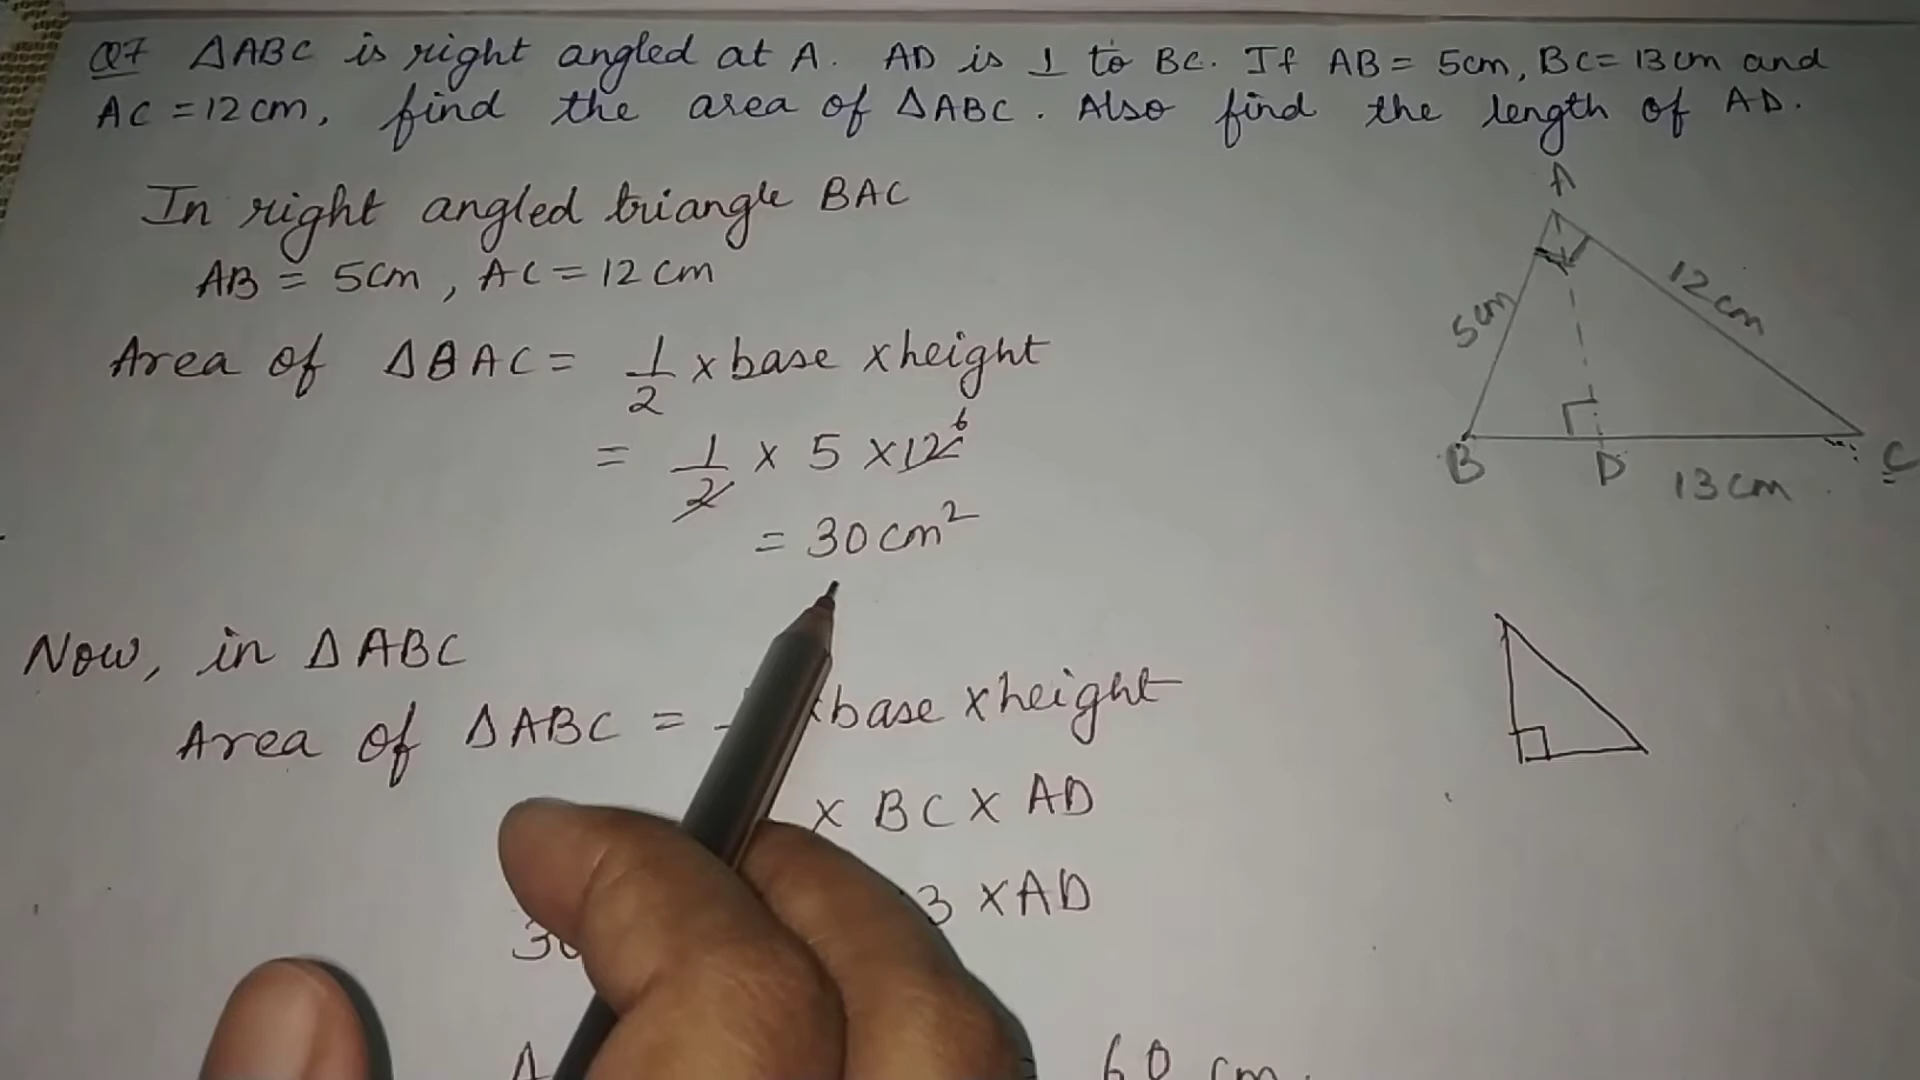 Q7 ΔABC is right angled at A. AD is ⊥ to BC. If AB = 5cm, BC = 13cm and
AC = 12cm, find the area of ΔABC. Also find the length of AD.
In right angled triangle BAC
AB = 5cm, AC = 12cm
Area of ΔBAC = 1/2 x base x height
= 1/2 x 5 x 12 6
= 30 cm²
Now, in ΔABC
Area of ΔABC = x base x height
x BC x AD
3 x AD
60 cm.
A
5cm
12cm
B
D
13cm
C